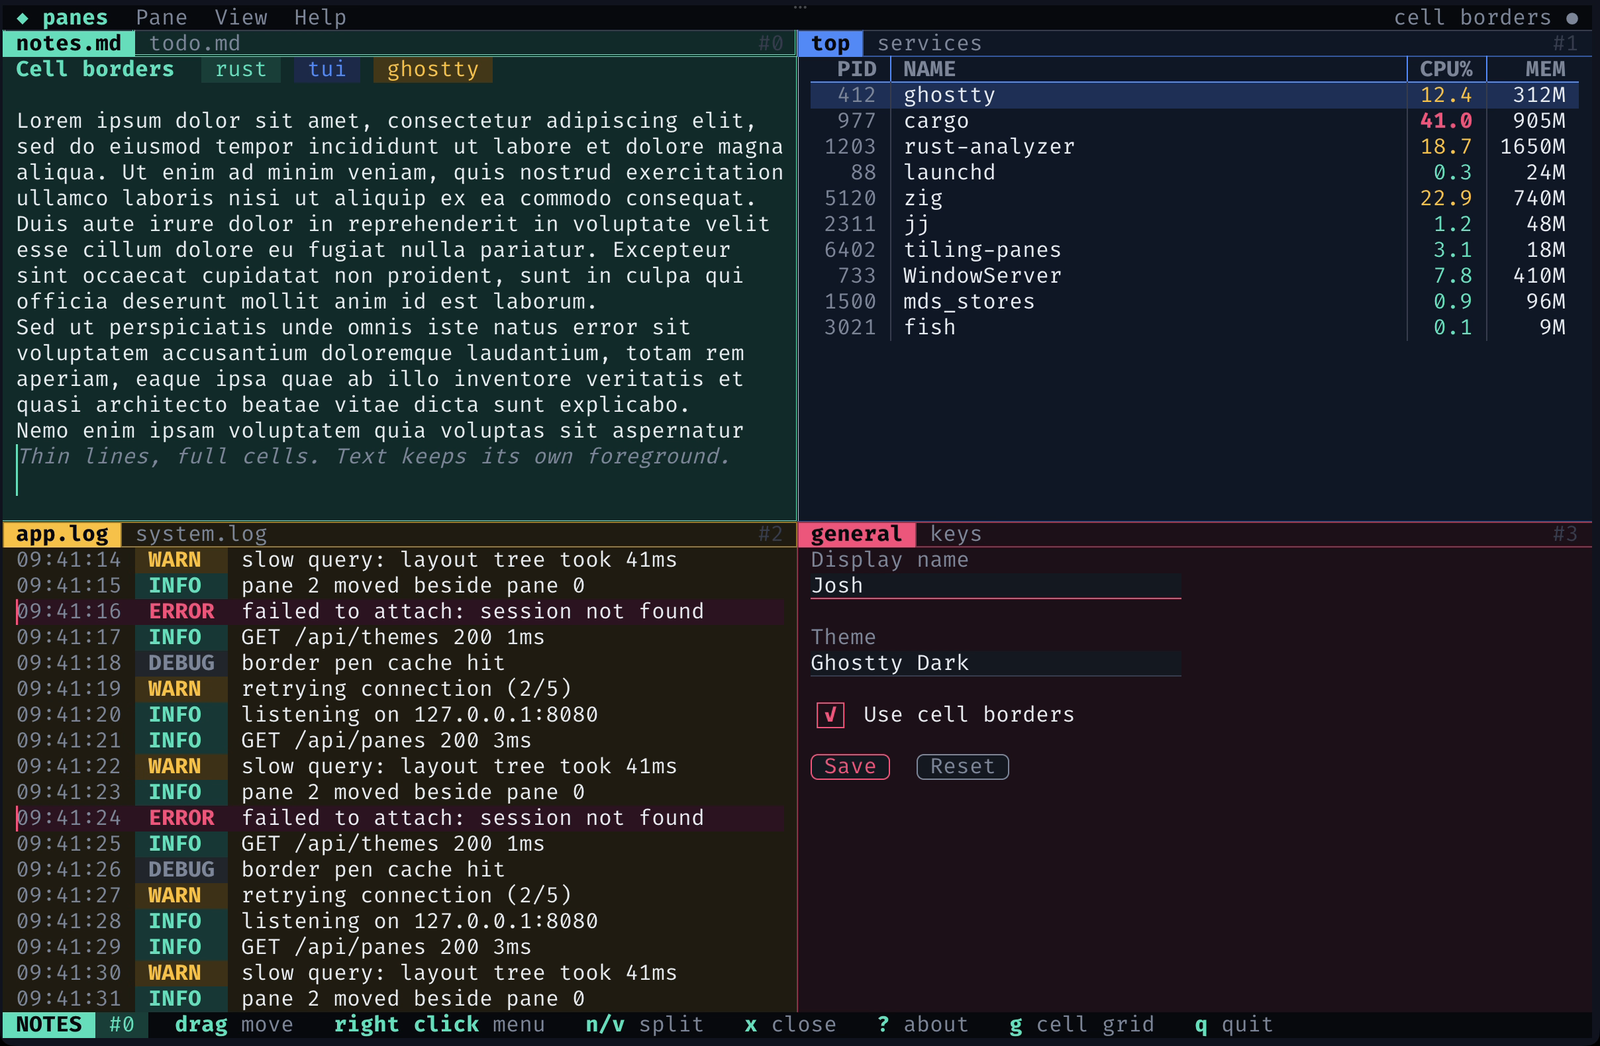 ◆ panes Pane View Help cell borders ●
notes.md todo.md #0
Cell borders rust tui ghostty
Lorem ipsum dolor sit amet, consectetur adipiscing elit,
sed do eiusmod tempor incididunt ut labore et dolore magna
aliqua. Ut enim ad minim veniam, quis nostrud exercitation
ullamco laboris nisi ut aliquip ex ea commodo consequat.
Duis aute irure dolor in reprehenderit in voluptate velit
esse cillum dolore eu fugiat nulla pariatur. Excepteur
sint occaecat cupidatat non proident, sunt in culpa qui
officia deserunt mollit anim id est laborum.
Sed ut perspiciatis unde omnis iste natus error sit
voluptatem accusantium doloremque laudantium, totam rem
aperiam, eaque ipsa quae ab illo inventore veritatis et
quasi architecto beatae vitae dicta sunt explicabo.
Nemo enim ipsam voluptatem quia voluptas sit aspernatur
Thin lines, full cells. Text keeps its own foreground.
top services #1
PID NAME CPU% MEM
412 ghostty 12.4 312M
977 cargo 41.0 905M
1203 rust-analyzer 18.7 1650M
88 launchd 0.3 24M
5120 zig 22.9 740M
2311 jj 1.2 48M
6402 tiling-panes 3.1 18M
733 WindowServer 7.8 410M
1500 mds_stores 0.9 96M
3021 fish 0.1 9M
app.log system.log #2
09:41:14 WARN slow query: layout tree took 41ms
09:41:15 INFO pane 2 moved beside pane 0
09:41:16 ERROR failed to attach: session not found
09:41:17 INFO GET /api/themes 200 1ms
09:41:18 DEBUG border pen cache hit
09:41:19 WARN retrying connection (2/5)
09:41:20 INFO listening on 127.0.0.1:8080
09:41:21 INFO GET /api/panes 200 3ms
09:41:22 WARN slow query: layout tree took 41ms
09:41:23 INFO pane 2 moved beside pane 0
09:41:24 ERROR failed to attach: session not found
09:41:25 INFO GET /api/themes 200 1ms
09:41:26 DEBUG border pen cache hit
09:41:27 WARN retrying connection (2/5)
09:41:28 INFO listening on 127.0.0.1:8080
09:41:29 INFO GET /api/panes 200 3ms
09:41:30 WARN slow query: layout tree took 41ms
09:41:31 INFO pane 2 moved beside pane 0
general keys #3
Display name
Josh
Theme
Ghostty Dark
√ Use cell borders
Save Reset
NOTES #0 drag move right click menu n/v split x close ? about g cell grid q quit